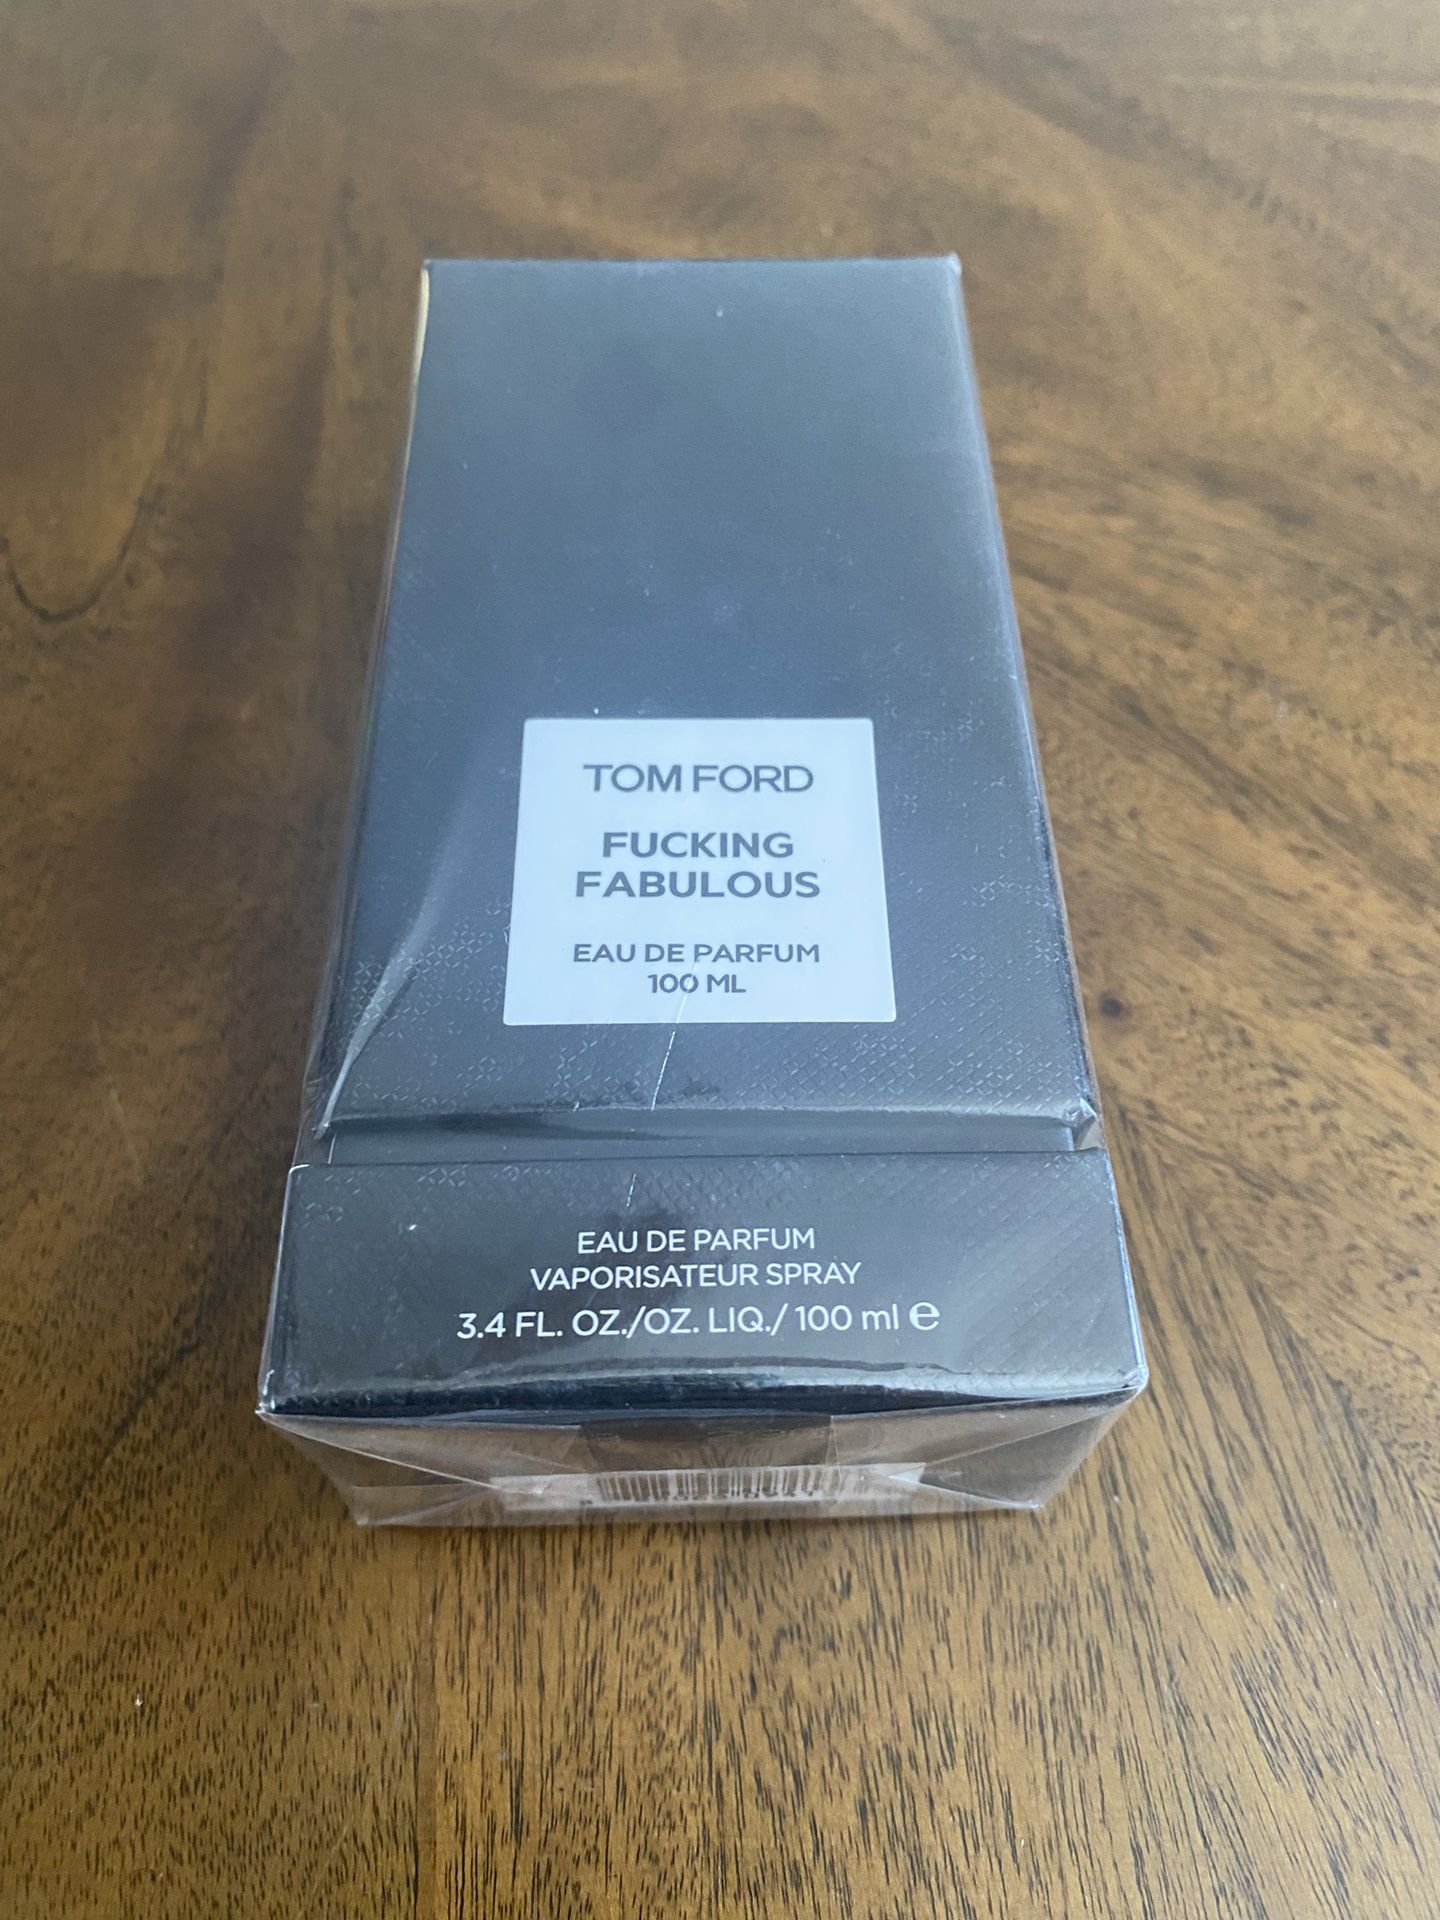 TOM FORD
FUCKING
FABULOUS
EAU DE PARFUM
100 ML
EAU DE PARFUM
VAPORISATEUR SPRAY
3.4 FL. OZ./OZ. LIQ./ 100 ml ℮